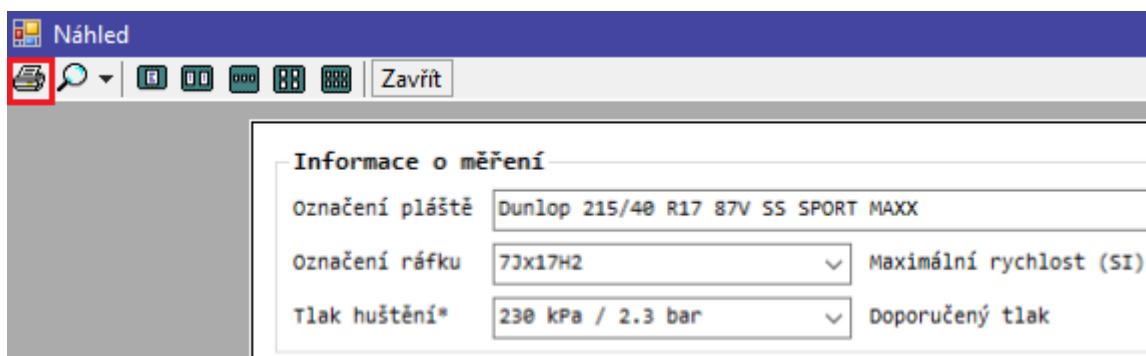 Náhled
Zavřít
Informace o měření
Označení pláště Dunlop 215/40 R17 87V SS SPORT MAXX
Označení ráfku 7Jx17H2 Maximální rychlost (SI)
Tlak huštění* 230 kPa / 2.3 bar Doporučený tlak